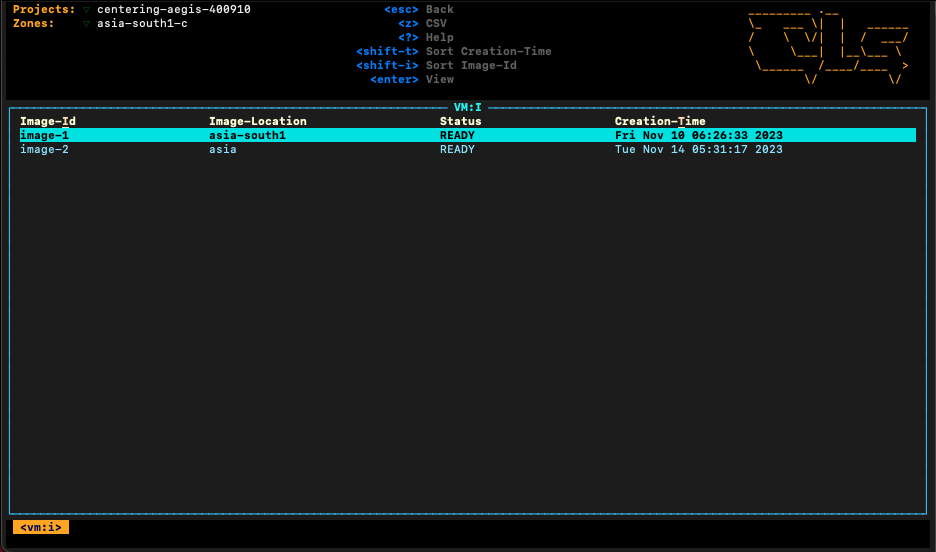 Projects: ▽ centering-aegis-400910
Zones: ▽ asia-south1-c
<esc> Back
<z> CSV
<?> Help
<shift-t> Sort Creation-Time
<shift-i> Sort Image-Id
<enter> View
Cls
VM:I
Image-Id Image-Location Status Creation-Time
image-1 asia-south1 READY Fri Nov 10 06:26:33 2023
image-2 asia READY Tue Nov 14 05:31:17 2023
<vm:i>